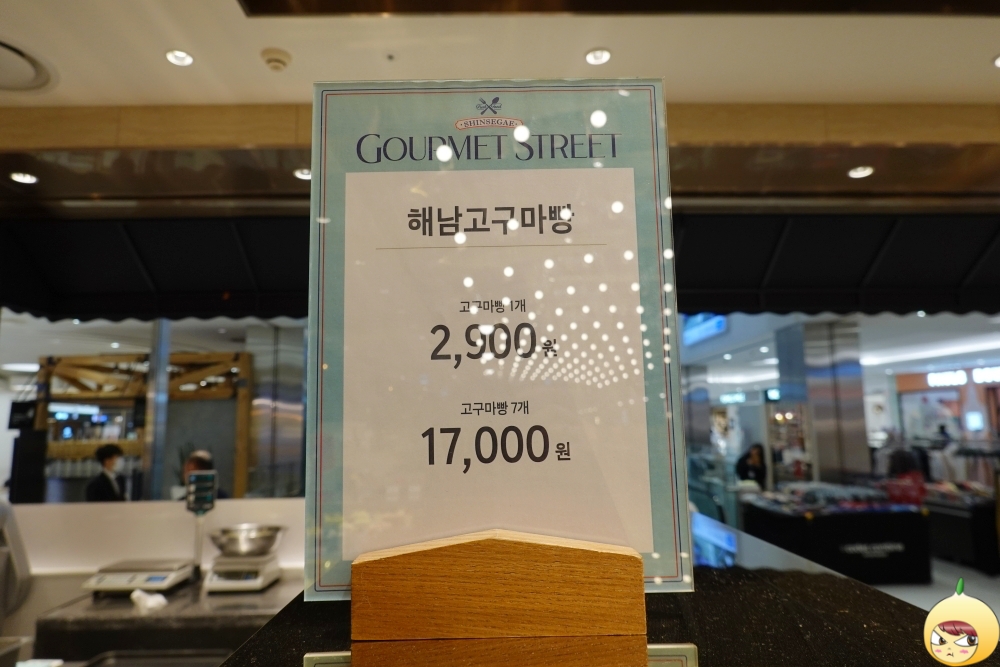 SHINSEGAE
GOURMET STREET
해남고구마빵
고구마빵 1개
2,900원
고구마빵 7개
17,000원